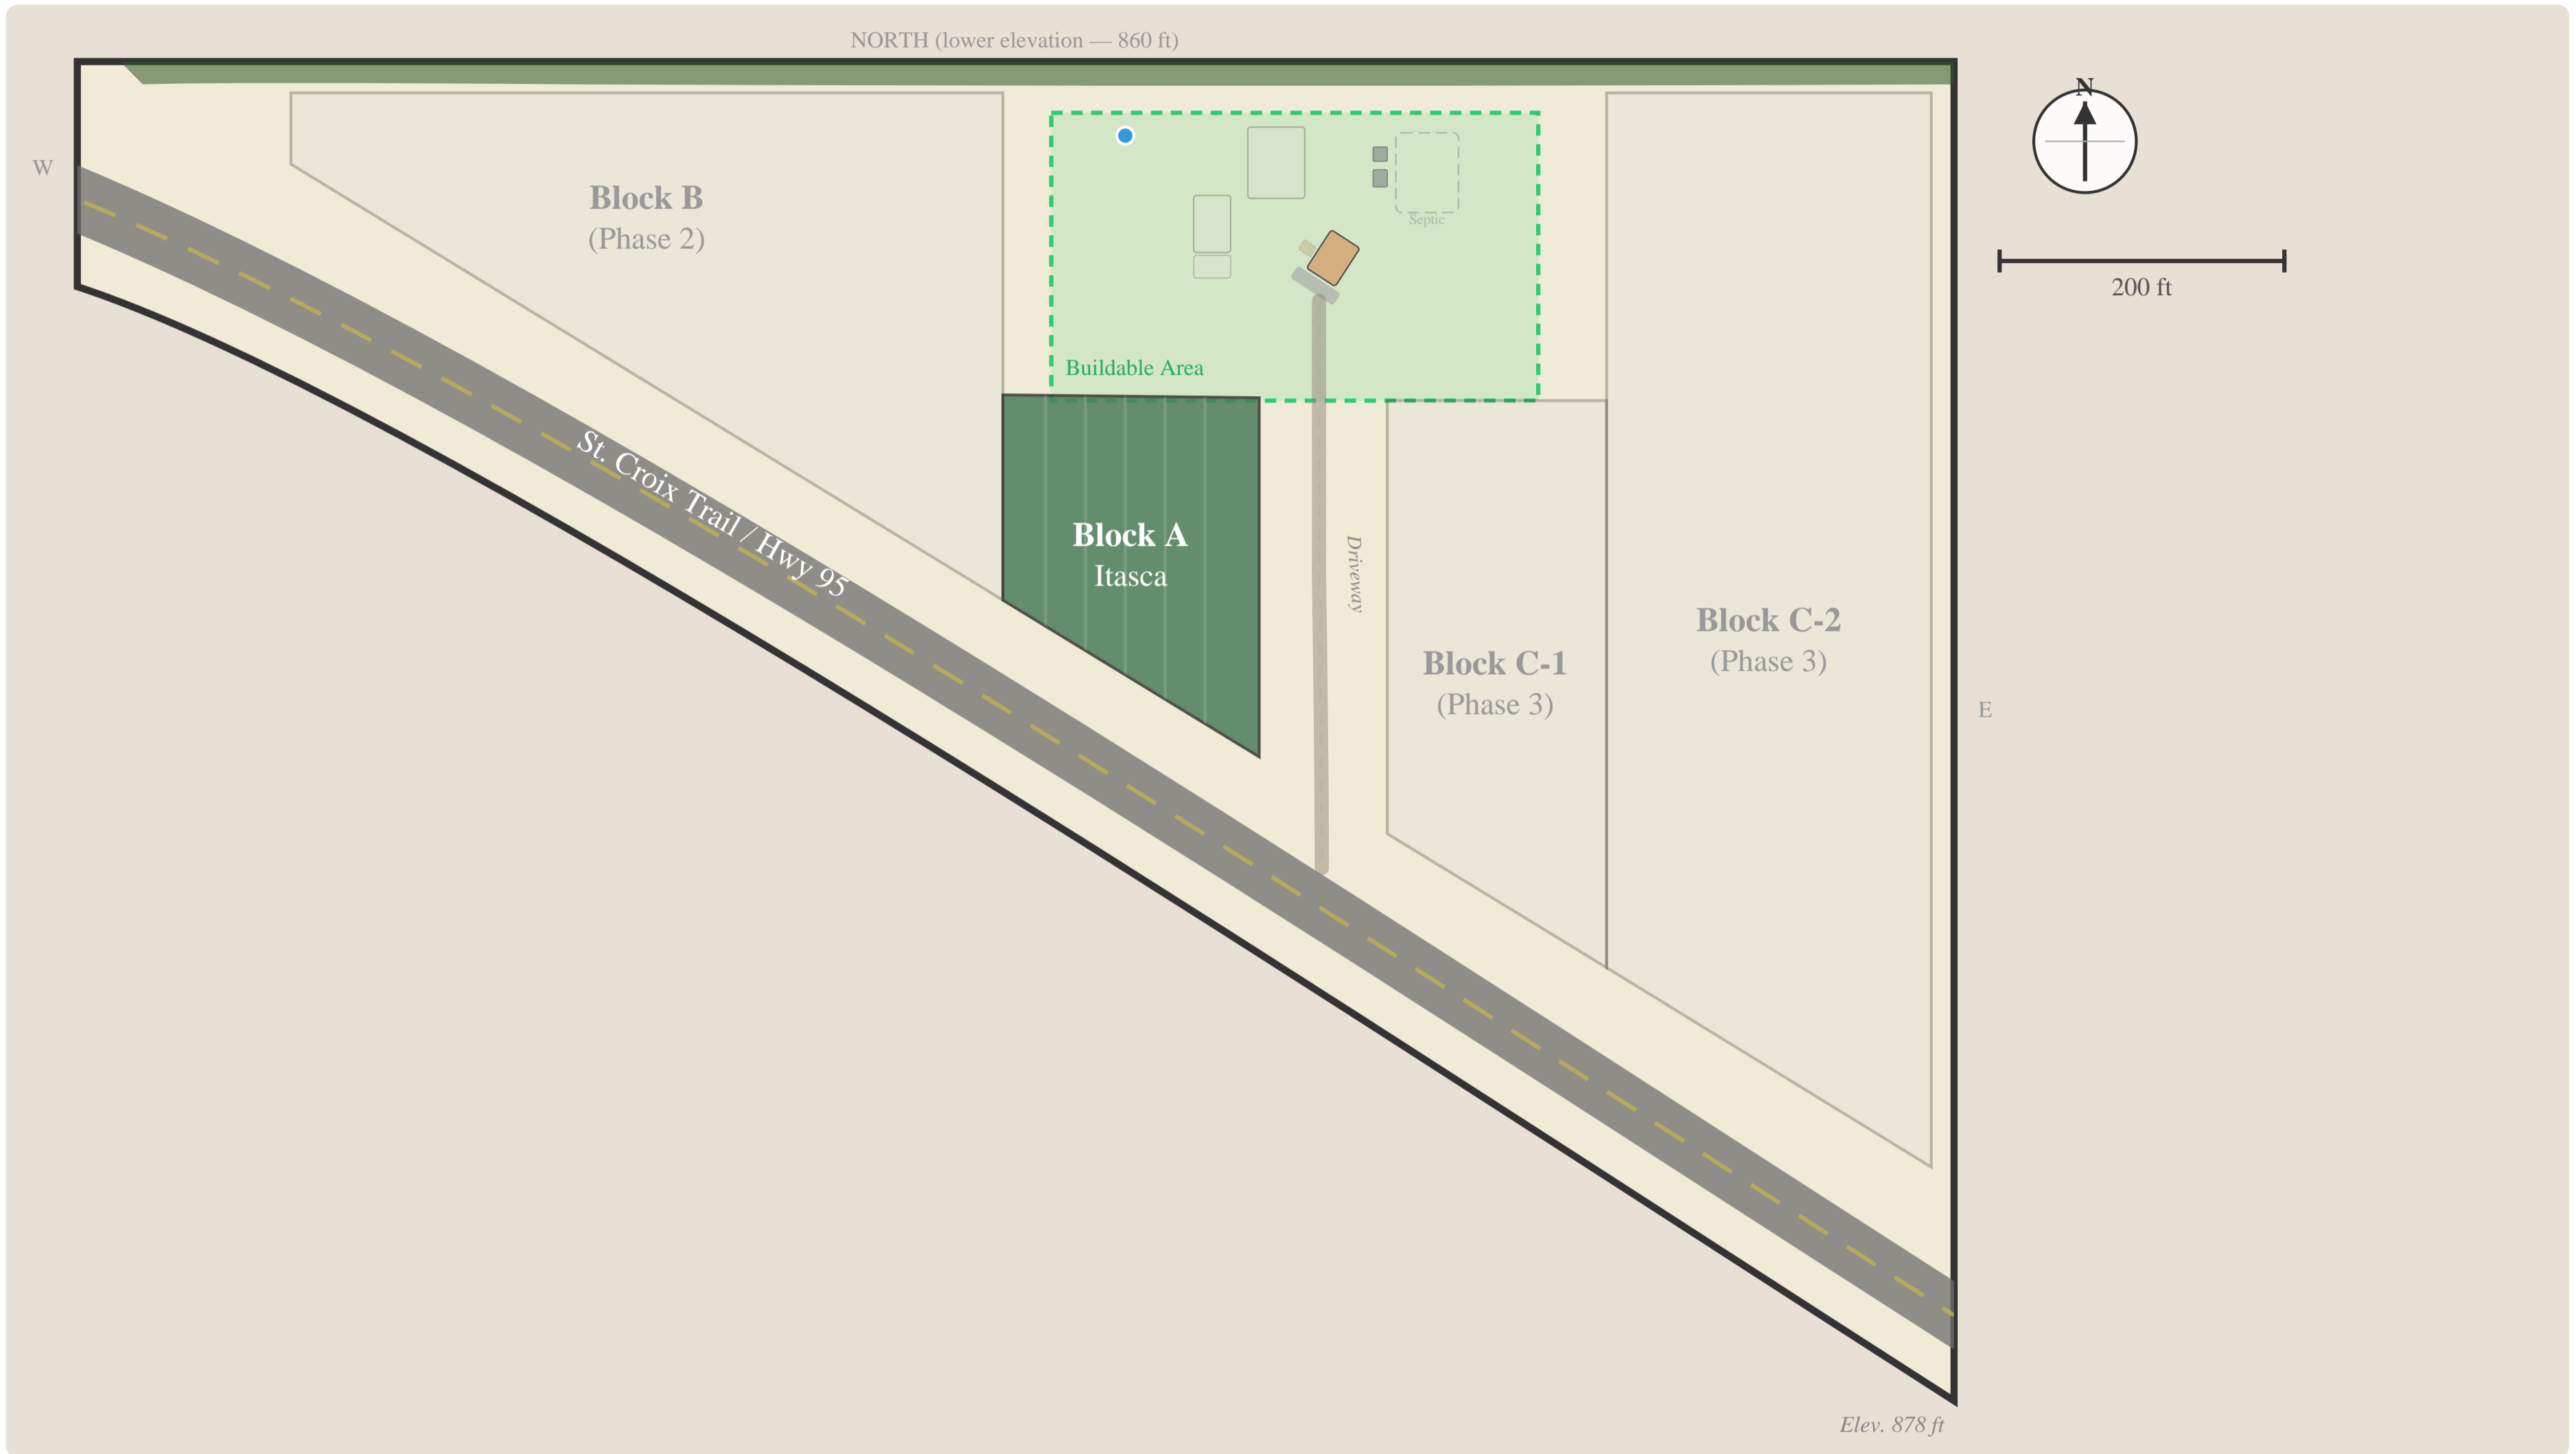 NORTH (lower elevation — 860 ft)
N
W
200 ft
Block B
(Phase 2)
Septic
Buildable Area
St. Croix Trail / Hwy 95
Block A
Itasca
Driveway
Block C-1
(Phase 3)
Block C-2
(Phase 3)
E
Elev. 878 ft